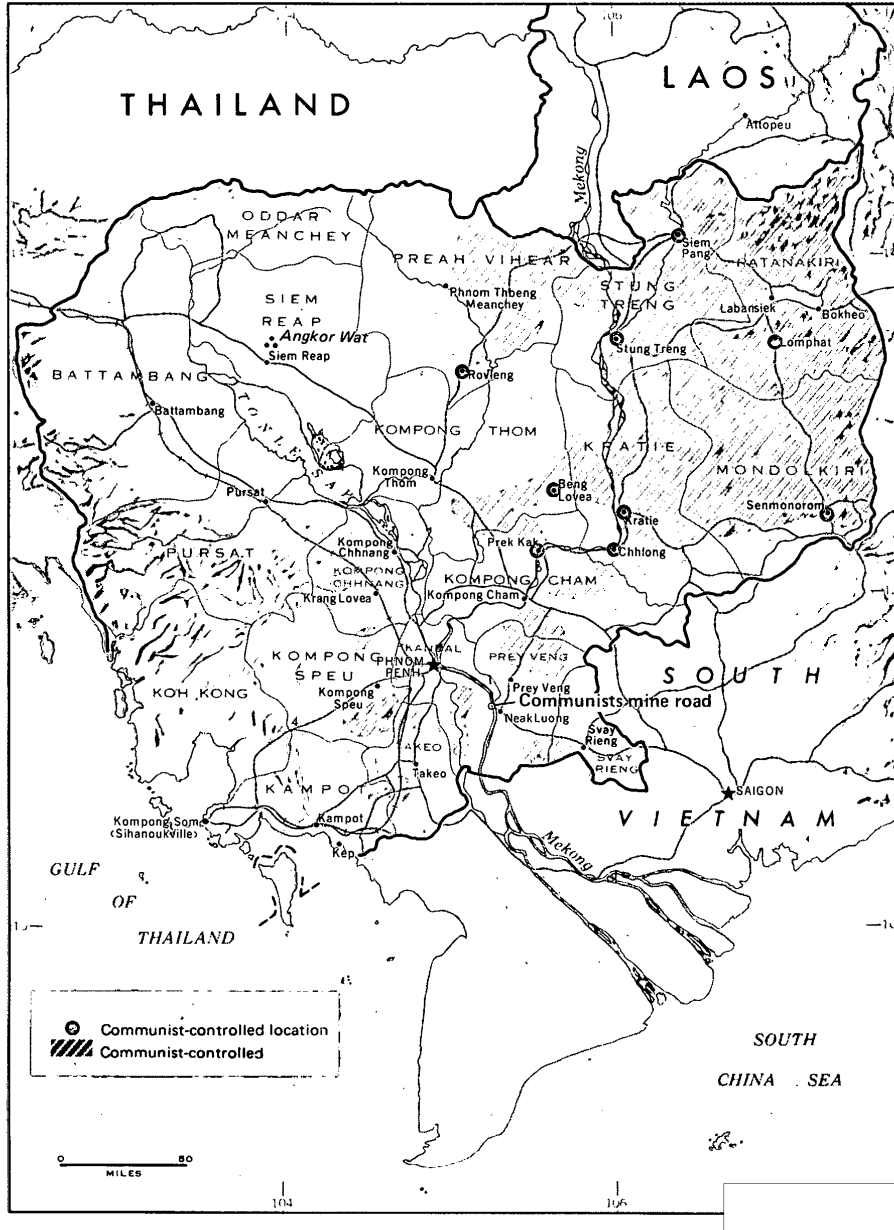 104
106
THAILAND
LAOS
Attopeu
Mekong
ODDAR
MEANCHEY
PREAH VIHEAR
Siem
Pang
RATANAKIRI
STUNG
TRENG
Phnom Thbeng
Meanchey
SIEM
REAP
Labansiek
Bokheo
Angkor Wat
Siem Reap
Stung Treng
Lomphat
BATTAMBANG
Rovieng
Battambang
TONLE SAP
KOMPONG THOM
KRATIE
Kompong
Thom
MONDOLKIRI
Pursat
Beng
Lovea
Senmonorom
Kratie
Kompong
Chhnang
Prek Kak
Chhlong
PURSAT
KOMPONG
CHHNANG
KOMPONG CHAM
Krang Lovea
Kompong Cham
KANDAL
KOMPONG
SPEU
PHNOM
PENH
PREY VENG
SOUTH
KOH KONG
Kompong
Speu
Prey Veng
Communists mine road
Neak Luong
4
Svay
Rieng
SVAY
RIENG
AKEO
Takeo
KAMPOT
SAIGON
Kompong Som
(Sihanoukville)
Kampot
VIETNAM
Kep
Mekong
GULF
OF
THAILAND
Communist-controlled location
Communist-controlled
SOUTH
CHINA SEA
0 50
MILES
104
106